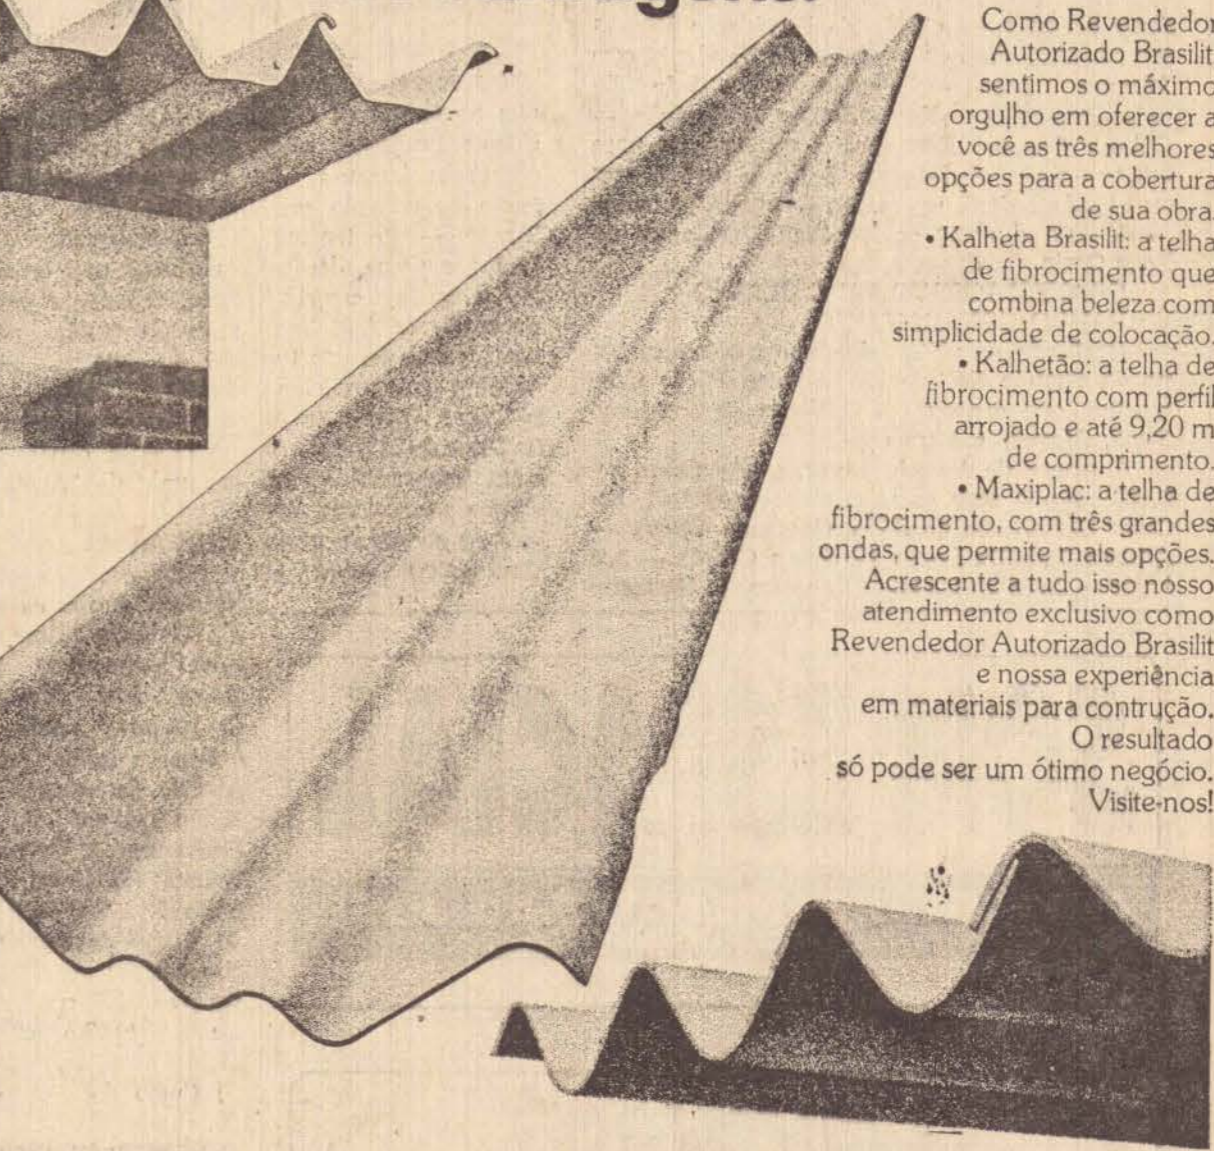 Como Revendedor
Autorizado Brasilit
sentimos o máximo
orgulho em oferecer a
você as três melhores
opções para a cobertura
de sua obra.
• Kalheta Brasilit: a telha
de fibrocimento que
combina beleza com
simplicidade de colocação.
• Kalhetão: a telha de
fibrocimento com perfil
arrojado e até 9,20 m
de comprimento.
• Maxiplac: a telha de
fibrocimento, com três grandes
ondas, que permite mais opções.
Acrescente a tudo isso nosso
atendimento exclusivo como
Revendedor Autorizado Brasilit
e nossa experiência
em materiais para contrução.
O resultado
só pode ser um ótimo negócio.
Visite-nos!